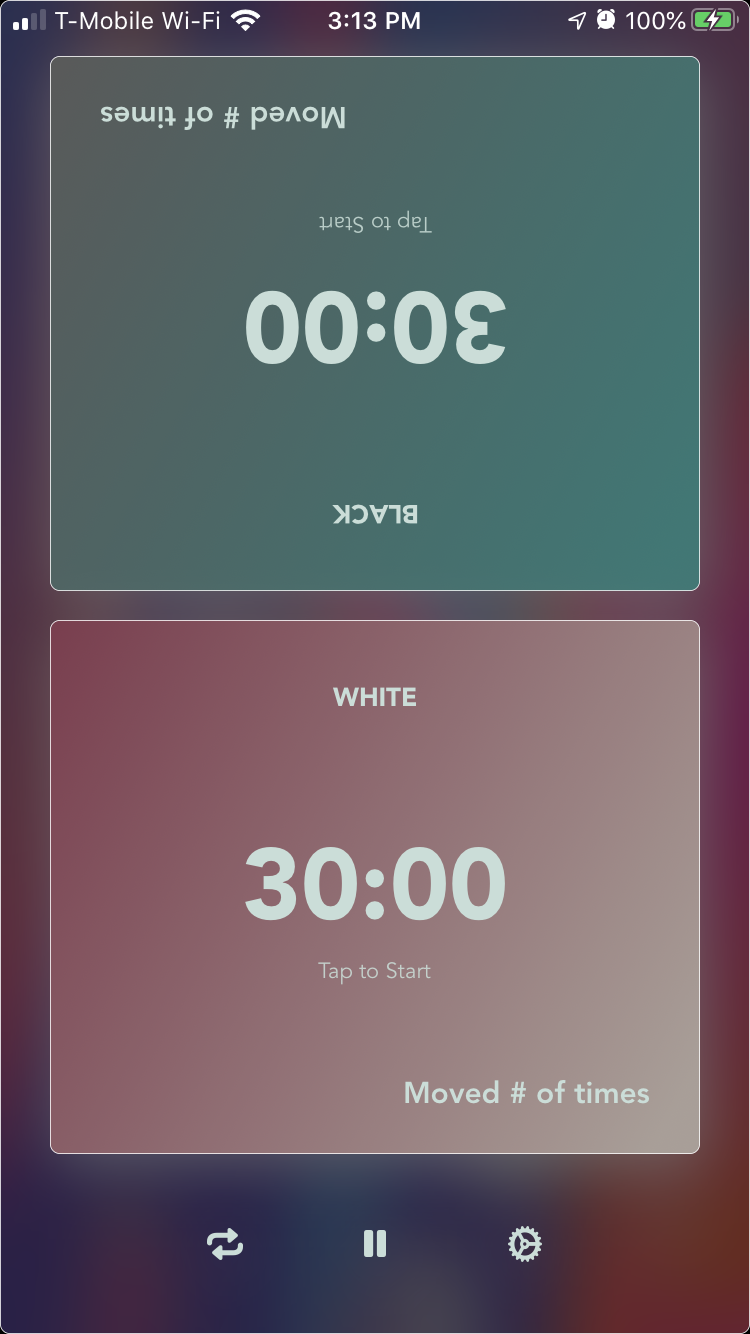 T-Mobile Wi-Fi 3:13 PM 100%
Moved # of times
Tap to Start
30:00
BLACK
WHITE
30:00
Tap to Start
Moved # of times